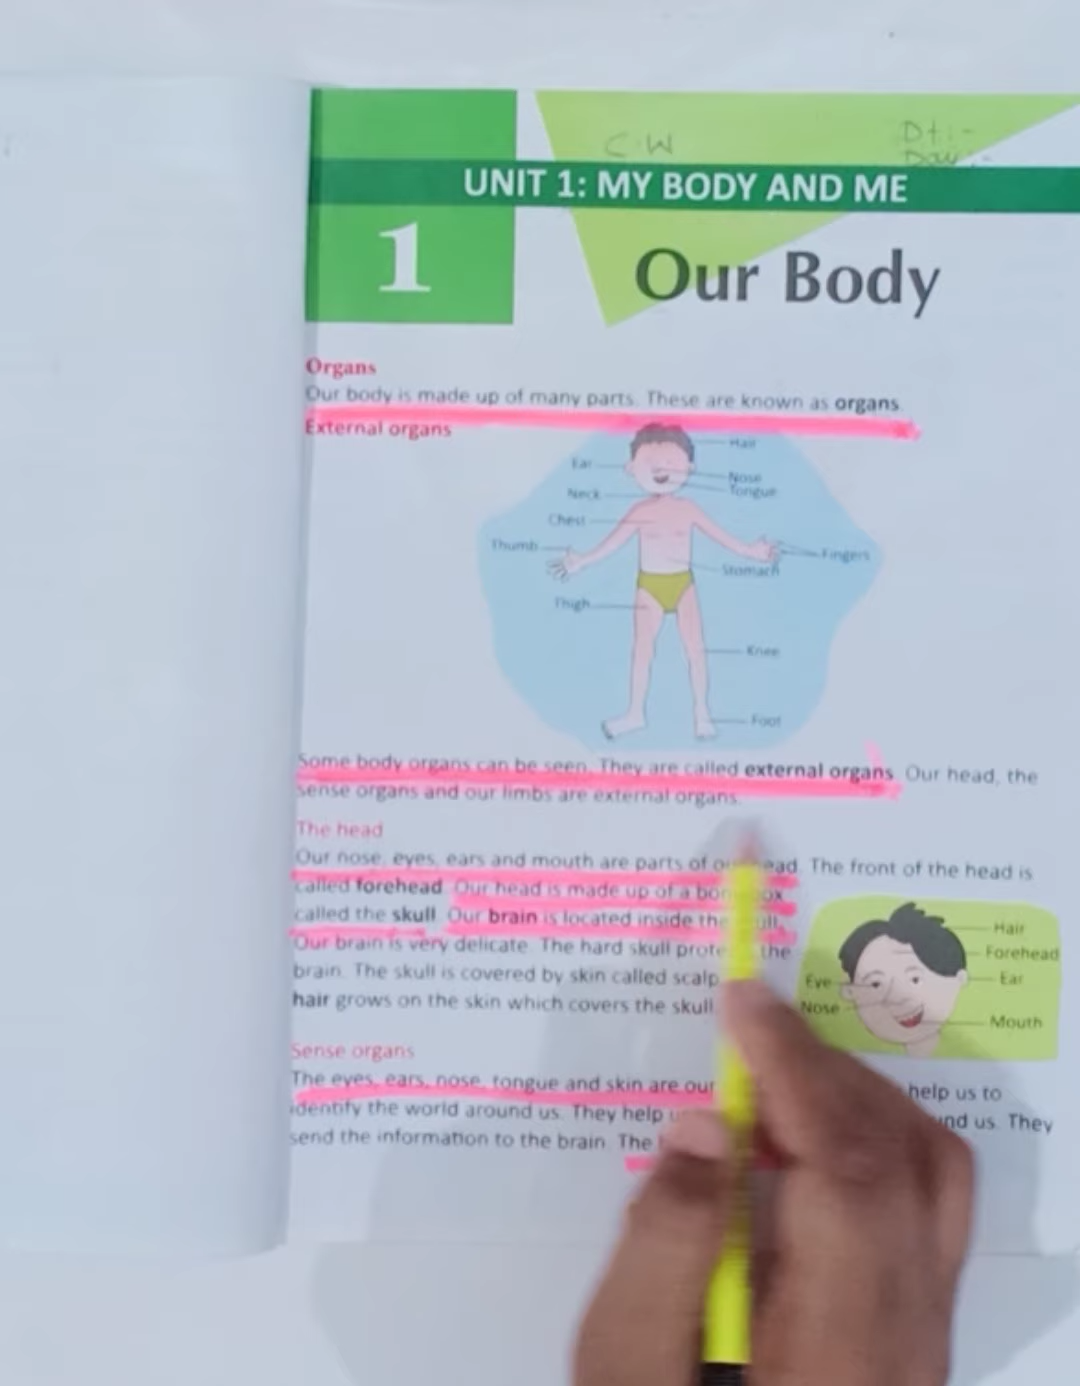 C.W
Dt:-
Day:-
UNIT 1: MY BODY AND ME
1
Our Body
Organs
Our body is made up of many parts. These are known as organs.
External organs
Hair
Ear
Nose
Neck
Tongue
Chest
Thumb
Fingers
Stomach
Thigh
Knee
Foot
Some body organs can be seen. They are called external organs. Our head, the
sense organs and our limbs are external organs.
The head
Our nose, eyes, ears and mouth are parts of our head. The front of the head is
called forehead. Our head is made up of a box
called the skull. Our brain is located inside the
Our brain is very delicate. The hard skull the
brain. The skull is covered by skin called scalp
hair grows on the skin which covers the skull.
Hair
Forehead
Eye
Ear
Nose
Mouth
Sense organs
The eyes, ears, nose, tongue and skin are our help us to
identify the world around us. They help us. They
send the information to the brain. The